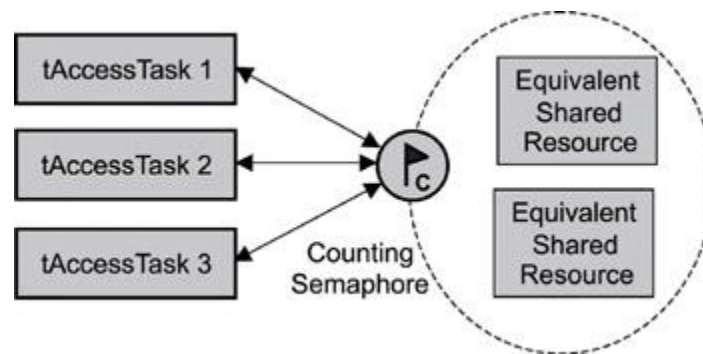 tAccessTask 1
tAccessTask 2
tAccessTask 3
C
Counting
Semaphore
Equivalent
Shared
Resource
Equivalent
Shared
Resource